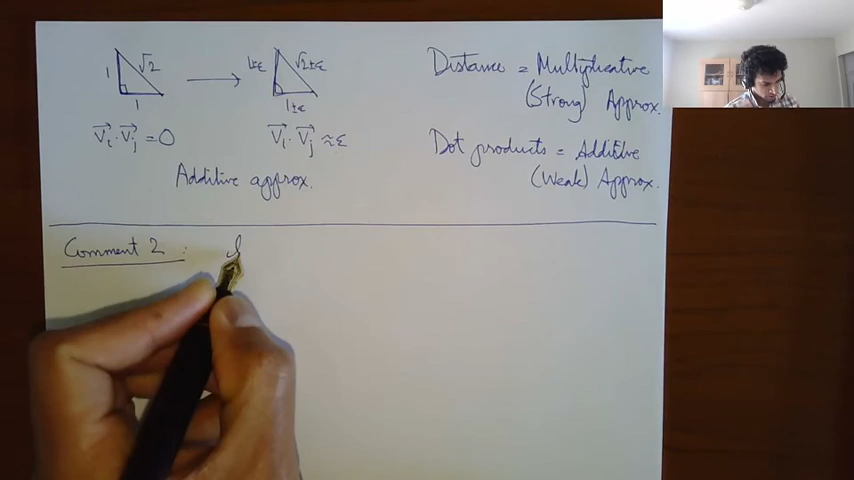 1 √2 1 1±ε √2±ε 1±ε
Distance = Multiplicative
(Strong) Approx.
V⃗i · V⃗j = 0 V⃗i · V⃗j ≈ ε
Dot products = Additive
(Weak) Approx.
Additive approx.
Comment 2 :